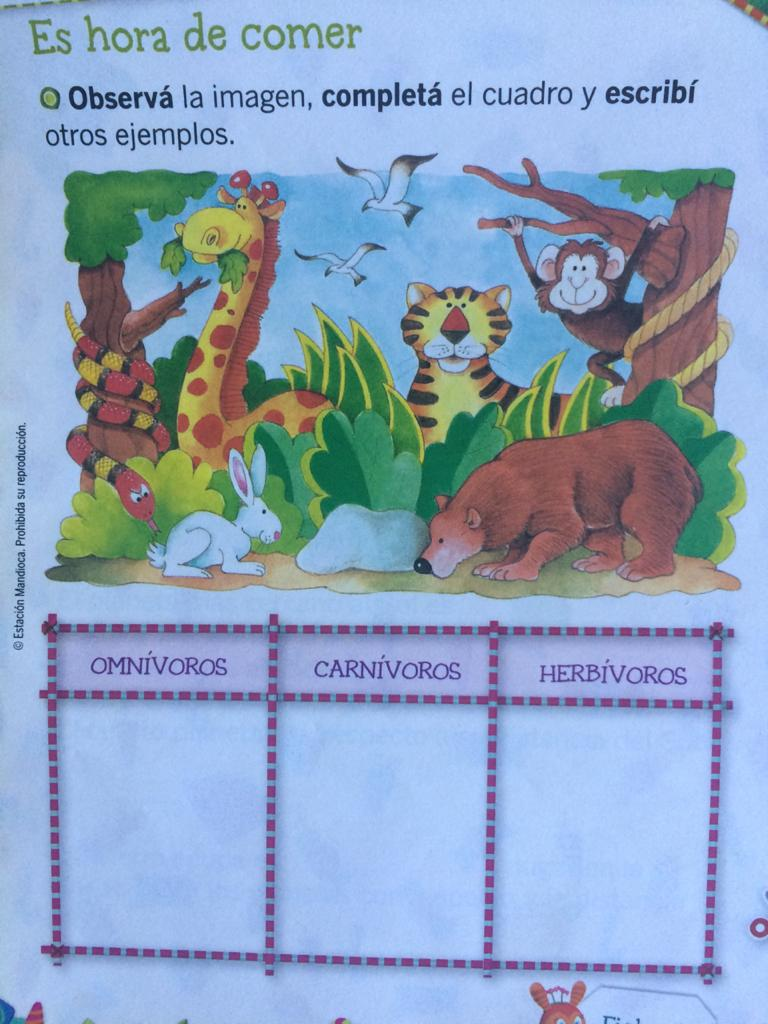 Es hora de comer
Observá la imagen, completá el cuadro y escribí
otros ejemplos.
© Estación Mandioca. Prohibida su reproducción.
OMNÍVOROS CARNÍVOROS HERBÍVOROS